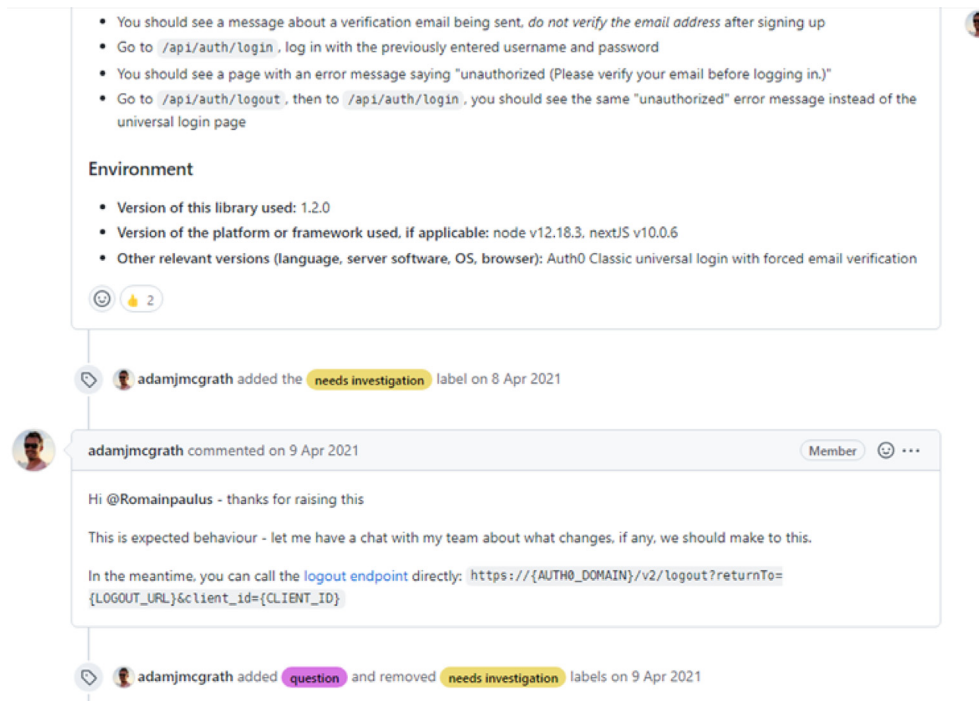 You should see a message about a verification email being sent, do not verify the email address after signing up
Go to /api/auth/login , log in with the previously entered username and password
You should see a page with an error message saying "unauthorized (Please verify your email before logging in.)"
Go to /api/auth/logout , then to /api/auth/login , you should see the same "unauthorized" error message instead of the
universal login page
Environment
Version of this library used: 1.2.0
Version of the platform or framework used, if applicable: node v12.18.3, nextJS v10.0.6
Other relevant versions (language, server software, OS, browser): Auth0 Classic universal login with forced email verification
2
adamjmcgrath added the needs investigation label on 8 Apr 2021
adamjmcgrath commented on 9 Apr 2021 Member
Hi @Romainpaulus - thanks for raising this
This is expected behaviour - let me have a chat with my team about what changes, if any, we should make to this.
In the meantime, you can call the logout endpoint directly: https://{AUTH0_DOMAIN}/v2/logout?returnTo=
{LOGOUT_URL}&client_id={CLIENT_ID}
adamjmcgrath added question and removed needs investigation labels on 9 Apr 2021